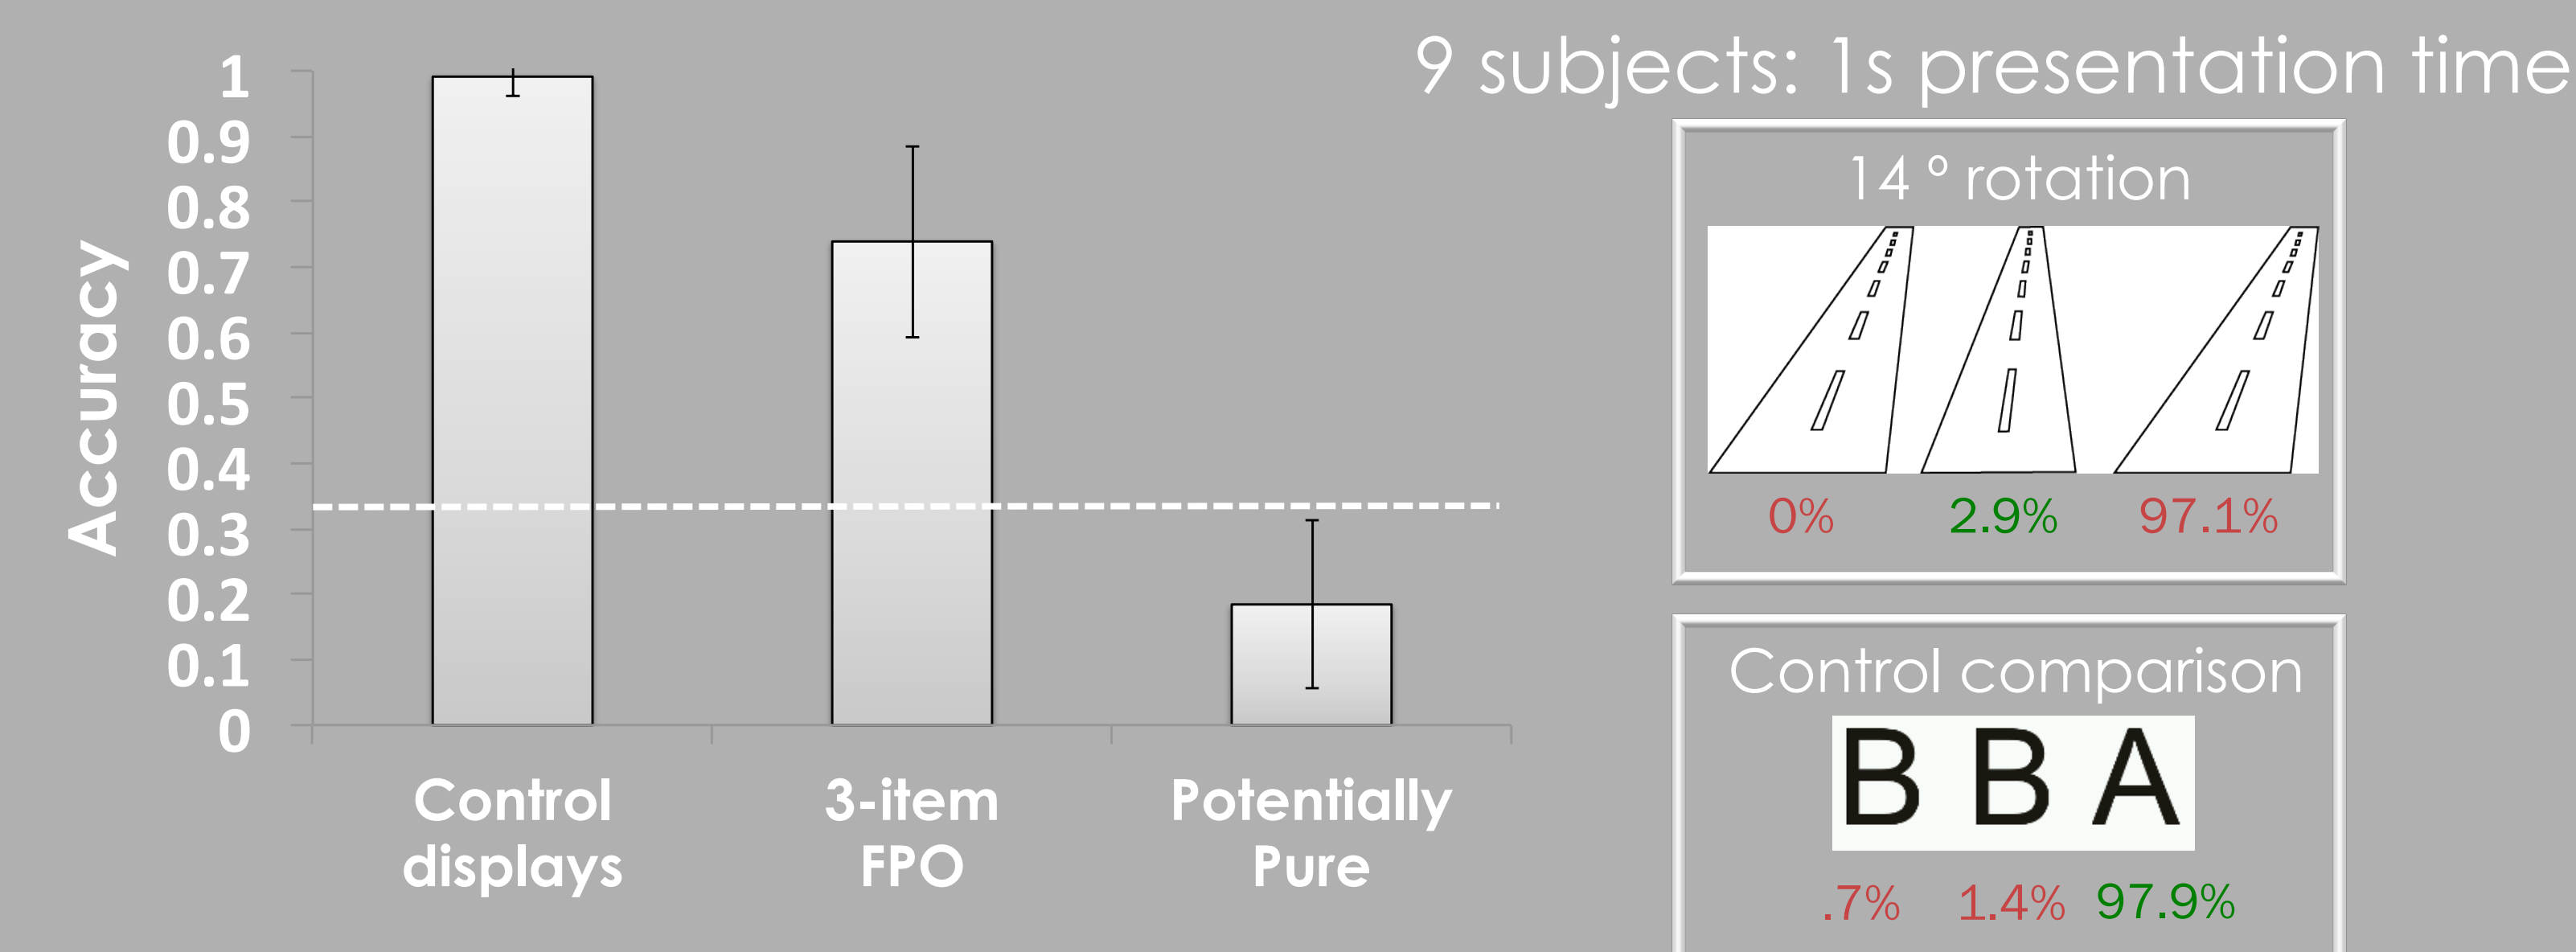 9 subjects: 1s presentation time
Accuracy
1
0.9
0.8
0.7
0.6
0.5
0.4
0.3
0.2
0.1
0
Control
displays
3-item
FPO
Potentially
Pure
14 º rotation
0% 2.9% 97.1%
Control comparison
B B A
.7% 1.4% 97.9%